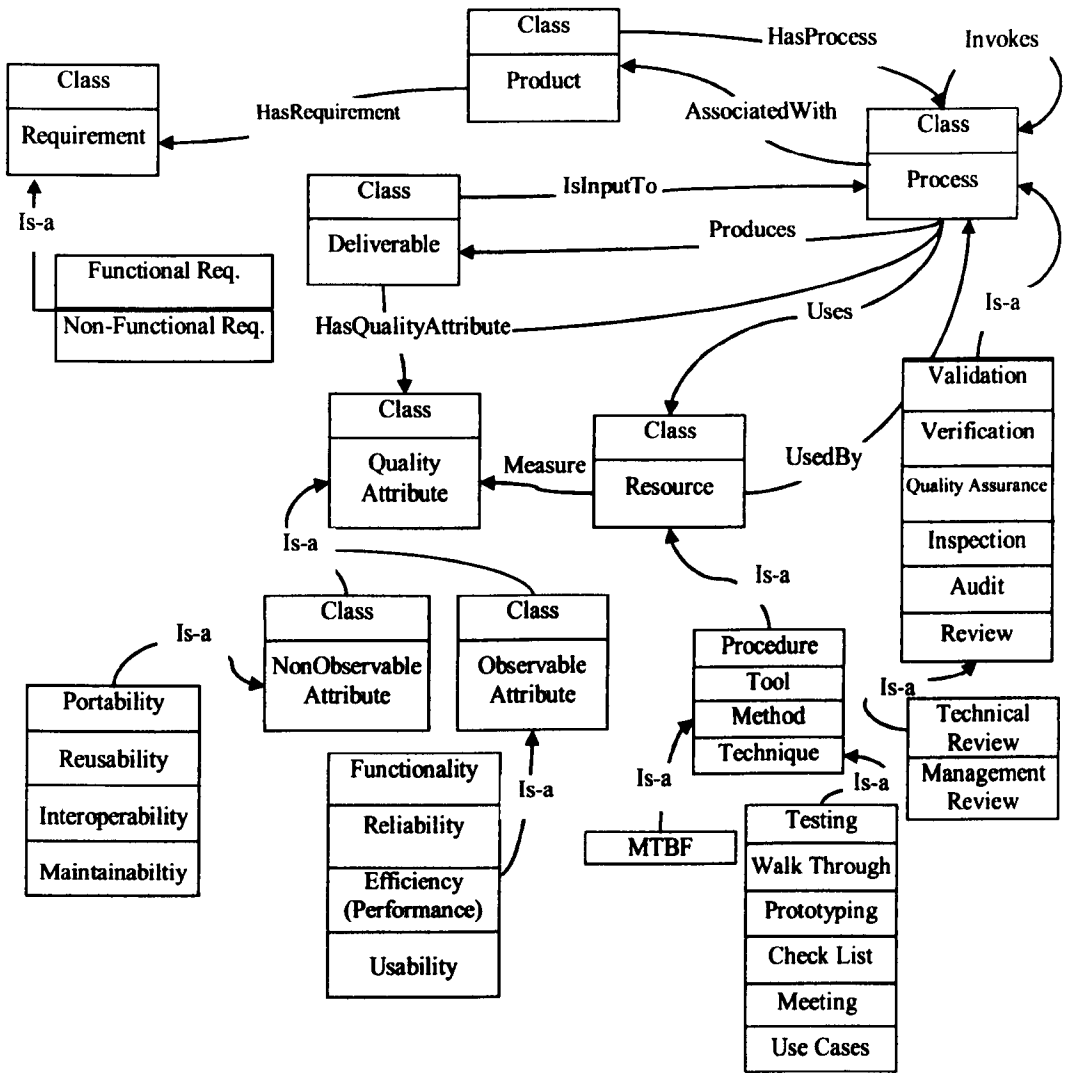 Class
Product
HasProcess
Invokes
Class
Requirement
HasRequirement
AssociatedWith
Class
Process
Is-a
Class
Deliverable
IsInputTo
Produces
Functional Req.
Non-Functional Req.
HasQualityAttribute
Uses
Is-a
Class
Quality
Attribute
Measure
Class
Resource
UsedBy
Validation
Verification
Quality Assurance
Inspection
Audit
Review
Is-a
Is-a
Class
NonObservable
Attribute
Class
Observable
Attribute
Is-a
Portability
Reusability
Interoperability
Maintainabiltiy
Functionality
Reliability
Efficiency
(Performance)
Usability
Is-a
Procedure
Tool
Method
Technique
Is-a
Technical
Review
Management
Review
Is-a
MTBF
Is-a
Testing
Walk Through
Prototyping
Check List
Meeting
Use Cases